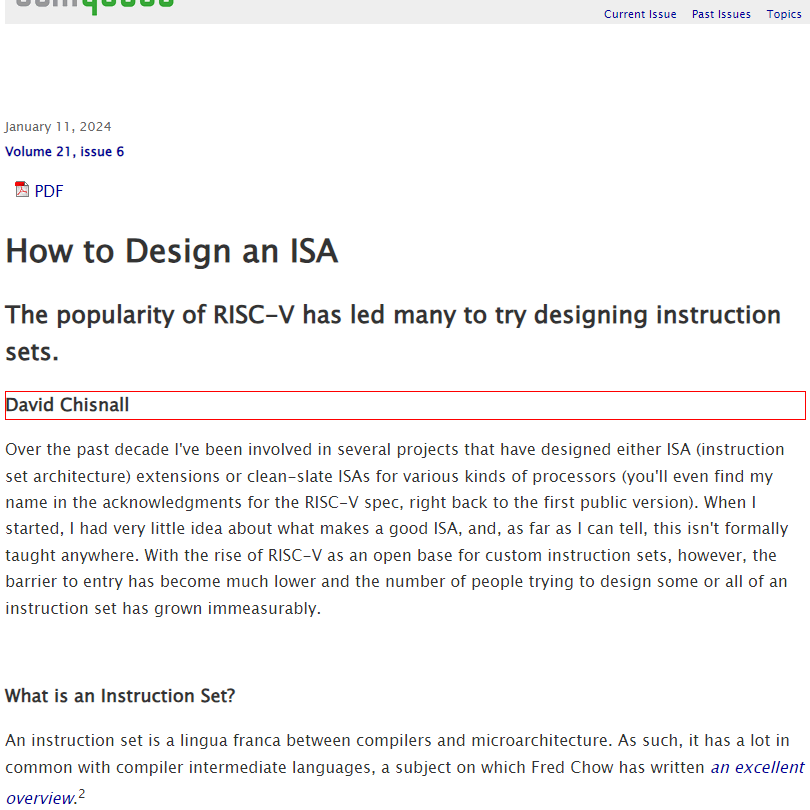 Current Issue Past Issues Topics
January 11, 2024
Volume 21, issue 6
PDF
How to Design an ISA
The popularity of RISC-V has led many to try designing instruction
sets.
David Chisnall
Over the past decade I've been involved in several projects that have designed either ISA (instruction
set architecture) extensions or clean-slate ISAs for various kinds of processors (you'll even find my
name in the acknowledgments for the RISC-V spec, right back to the first public version). When I
started, I had very little idea about what makes a good ISA, and, as far as I can tell, this isn't formally
taught anywhere. With the rise of RISC-V as an open base for custom instruction sets, however, the
barrier to entry has become much lower and the number of people trying to design some or all of an
instruction set has grown immeasurably.
What is an Instruction Set?
An instruction set is a lingua franca between compilers and microarchitecture. As such, it has a lot in
common with compiler intermediate languages, a subject on which Fred Chow has written an excellent
overview.2